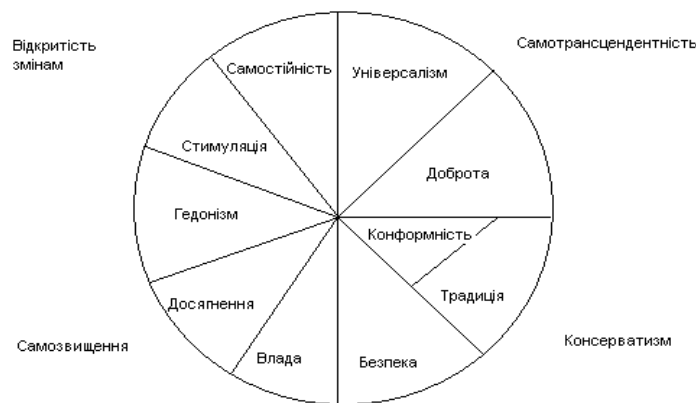 Відкритість
змінам
Самотрансцендентність
Самостійність
Універсалізм
Стимуляція
Доброта
Гедонізм
Конформність
Досягнення
Традиція
Самозвищення
Консерватизм
Влада
Безпека